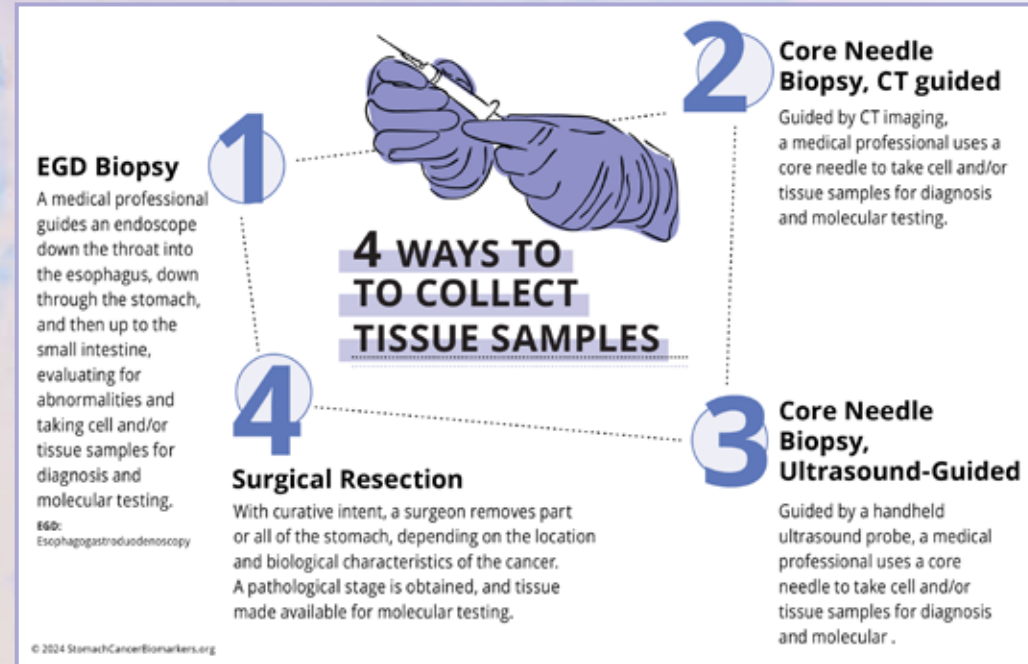 4 WAYS TO
TO COLLECT
TISSUE SAMPLES
1
EGD Biopsy
A medical professional
guides an endoscope
down the throat into
the esophagus, down
through the stomach,
and then up to the
small intestine,
evaluating for
abnormalities and
taking cell and/or
tissue samples for
diagnosis and
molecular testing.
EGD:
Esophagogastroduodenoscopy
2
Core Needle
Biopsy, CT guided
Guided by CT imaging,
a medical professional uses a
core needle to take cell and/or
tissue samples for diagnosis
and molecular testing.
3
Core Needle
Biopsy,
Ultrasound-Guided
Guided by a handheld
ultrasound probe, a medical
professional uses a core
needle to take cell and/or
tissue samples for diagnosis
and molecular .
4
Surgical Resection
With curative intent, a surgeon removes part
or all of the stomach, depending on the location
and biological characteristics of the cancer.
A pathological stage is obtained, and tissue
made available for molecular testing.
© 2024 StomachCancerBiomarkers.org